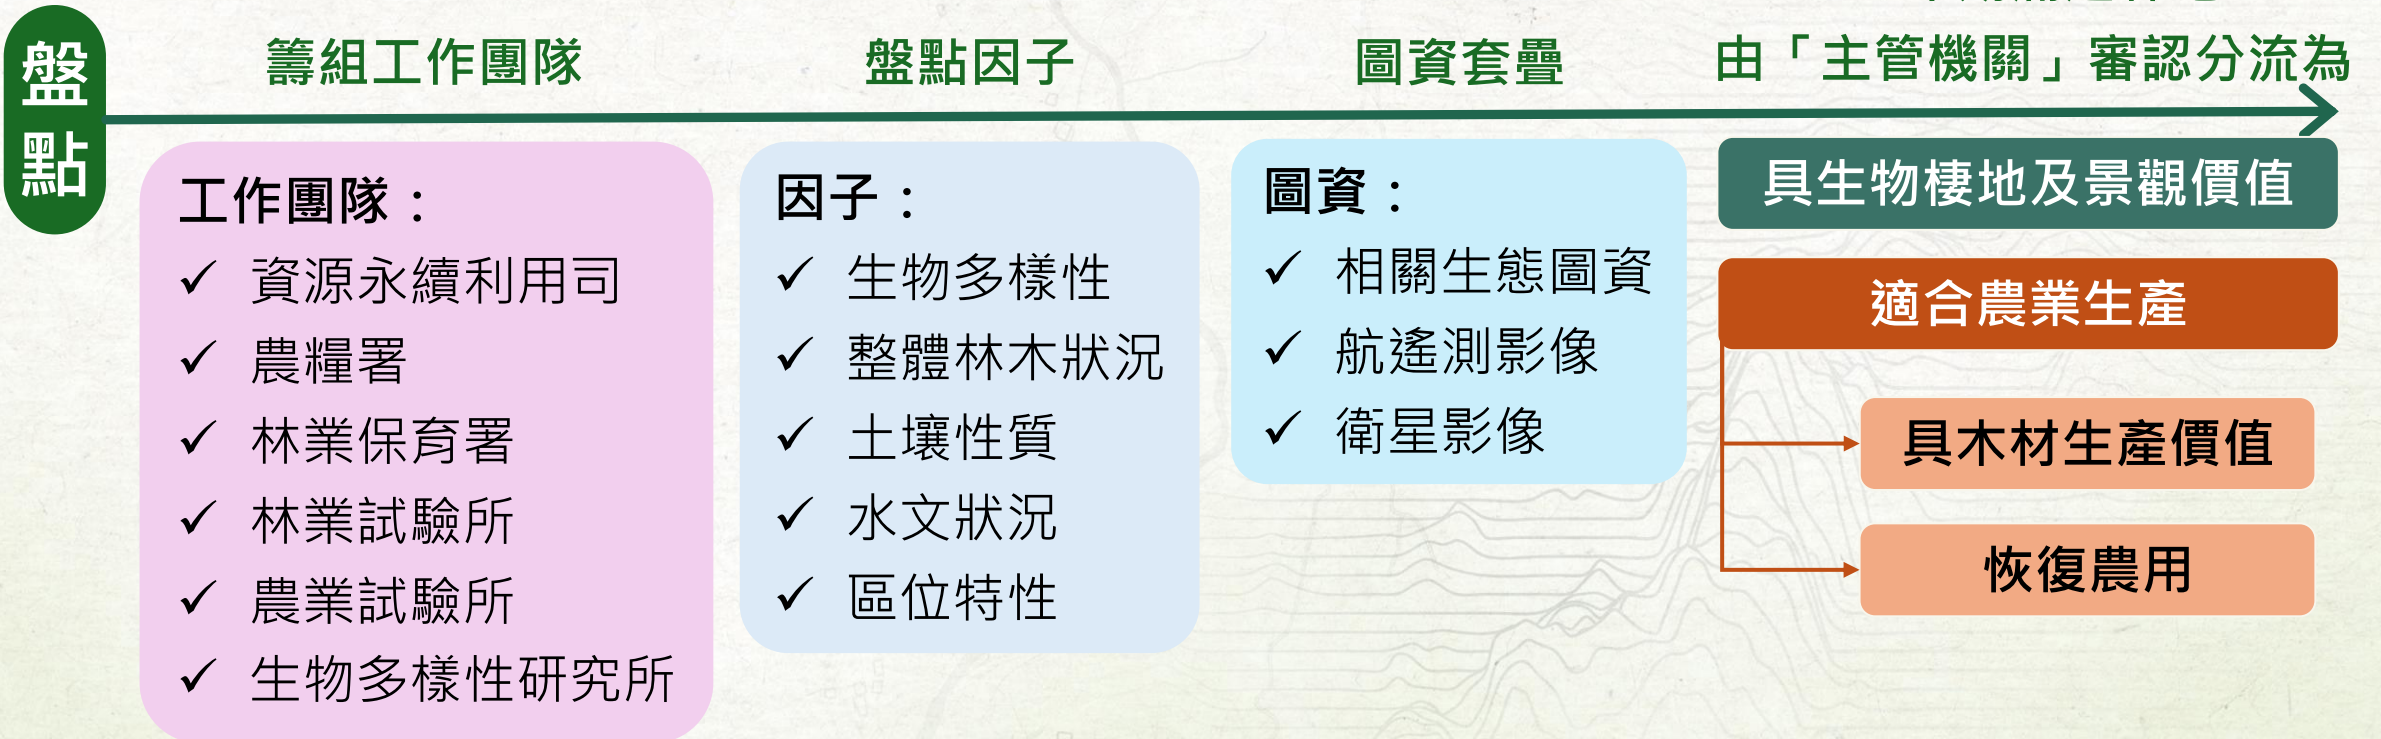 盤點
籌組工作團隊
盤點因子
圖資套疊
由「主管機關」審認分流為
工作團隊：
資源永續利用司
農糧署
林業保育署
林業試驗所
農業試驗所
生物多樣性研究所
因子：
生物多樣性
整體林木狀況
土壤性質
水文狀況
區位特性
圖資：
相關生態圖資
航遙測影像
衛星影像
具生物棲地及景觀價值
適合農業生產
具木材生產價值
恢復農用